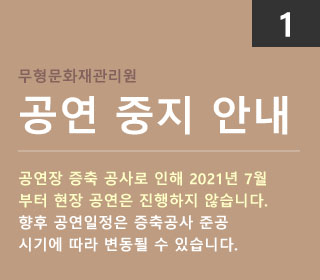 1
무형문화재관리원
공연 중지 안내
공연장 증축 공사로 인해 2021년 7월
부터 현장 공연은 진행하지 않습니다.
향후 공연일정은 증축공사 준공
시기에 따라 변동될 수 있습니다.